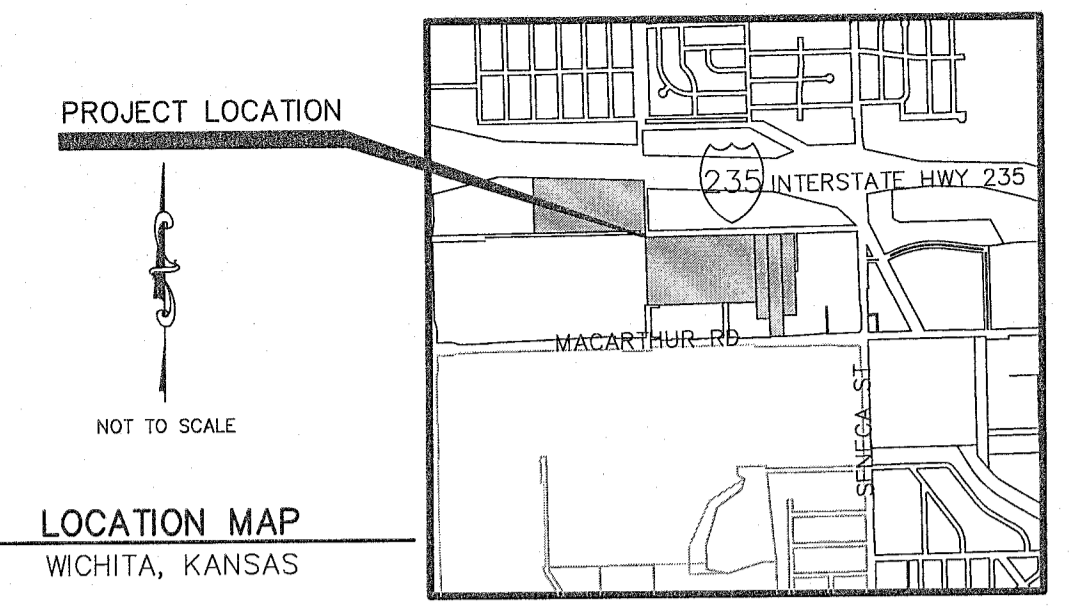 PROJECT LOCATION
235 INTERSTATE HWY 235
MACARTHUR RD
SENECA ST
NOT TO SCALE
LOCATION MAP
WICHITA, KANSAS